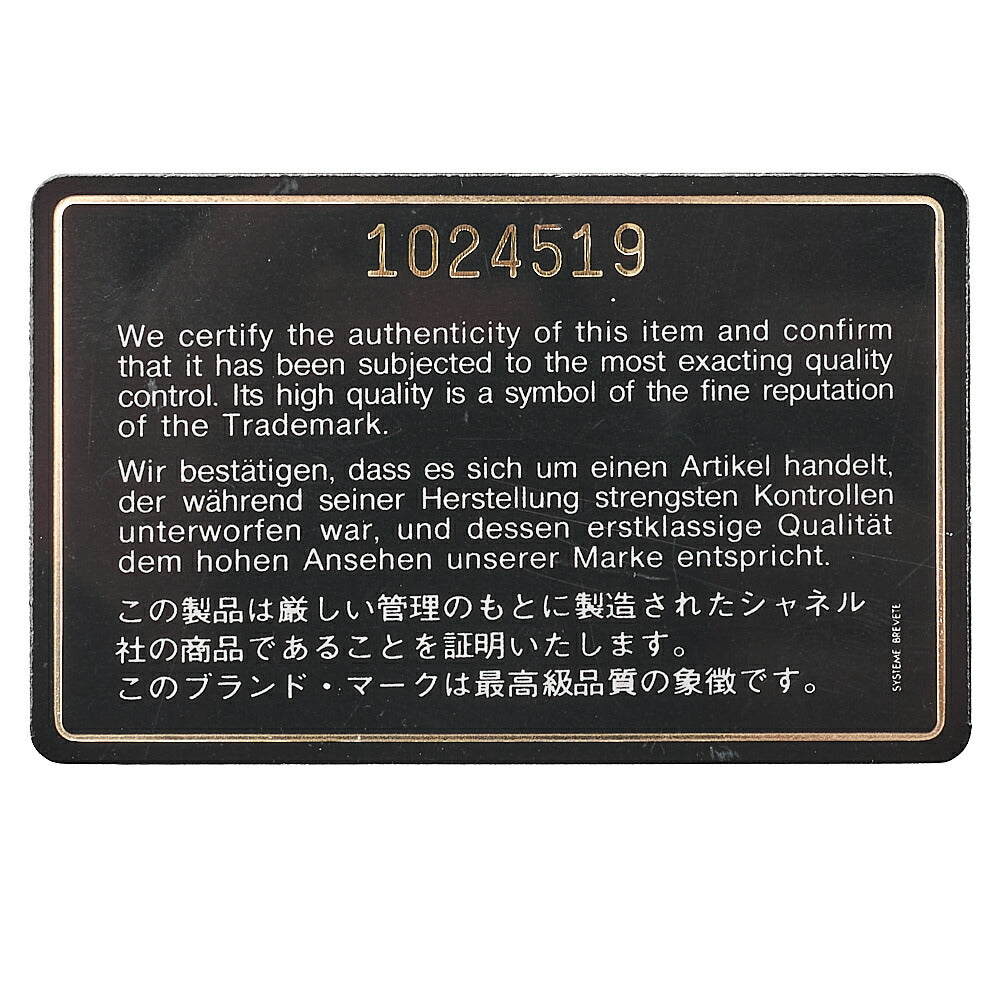 1024519
We certify the authenticity of this item and confirm
that it has been subjected to the most exacting quality
control. Its high quality is a symbol of the fine reputation
of the Trademark.
Wir bestätigen, dass es sich um einen Artikel handelt,
der während seiner Herstellung strengsten Kontrollen
unterworfen war, und dessen erstklassige Qualität
dem hohen Ansehen unserer Marke entspricht.
この製品は厳しい管理のもとに製造されたシャネル
社の商品であることを証明いたします。
このブランド・マークは最高級品質の象徴です。
SYSTEME BREVETE